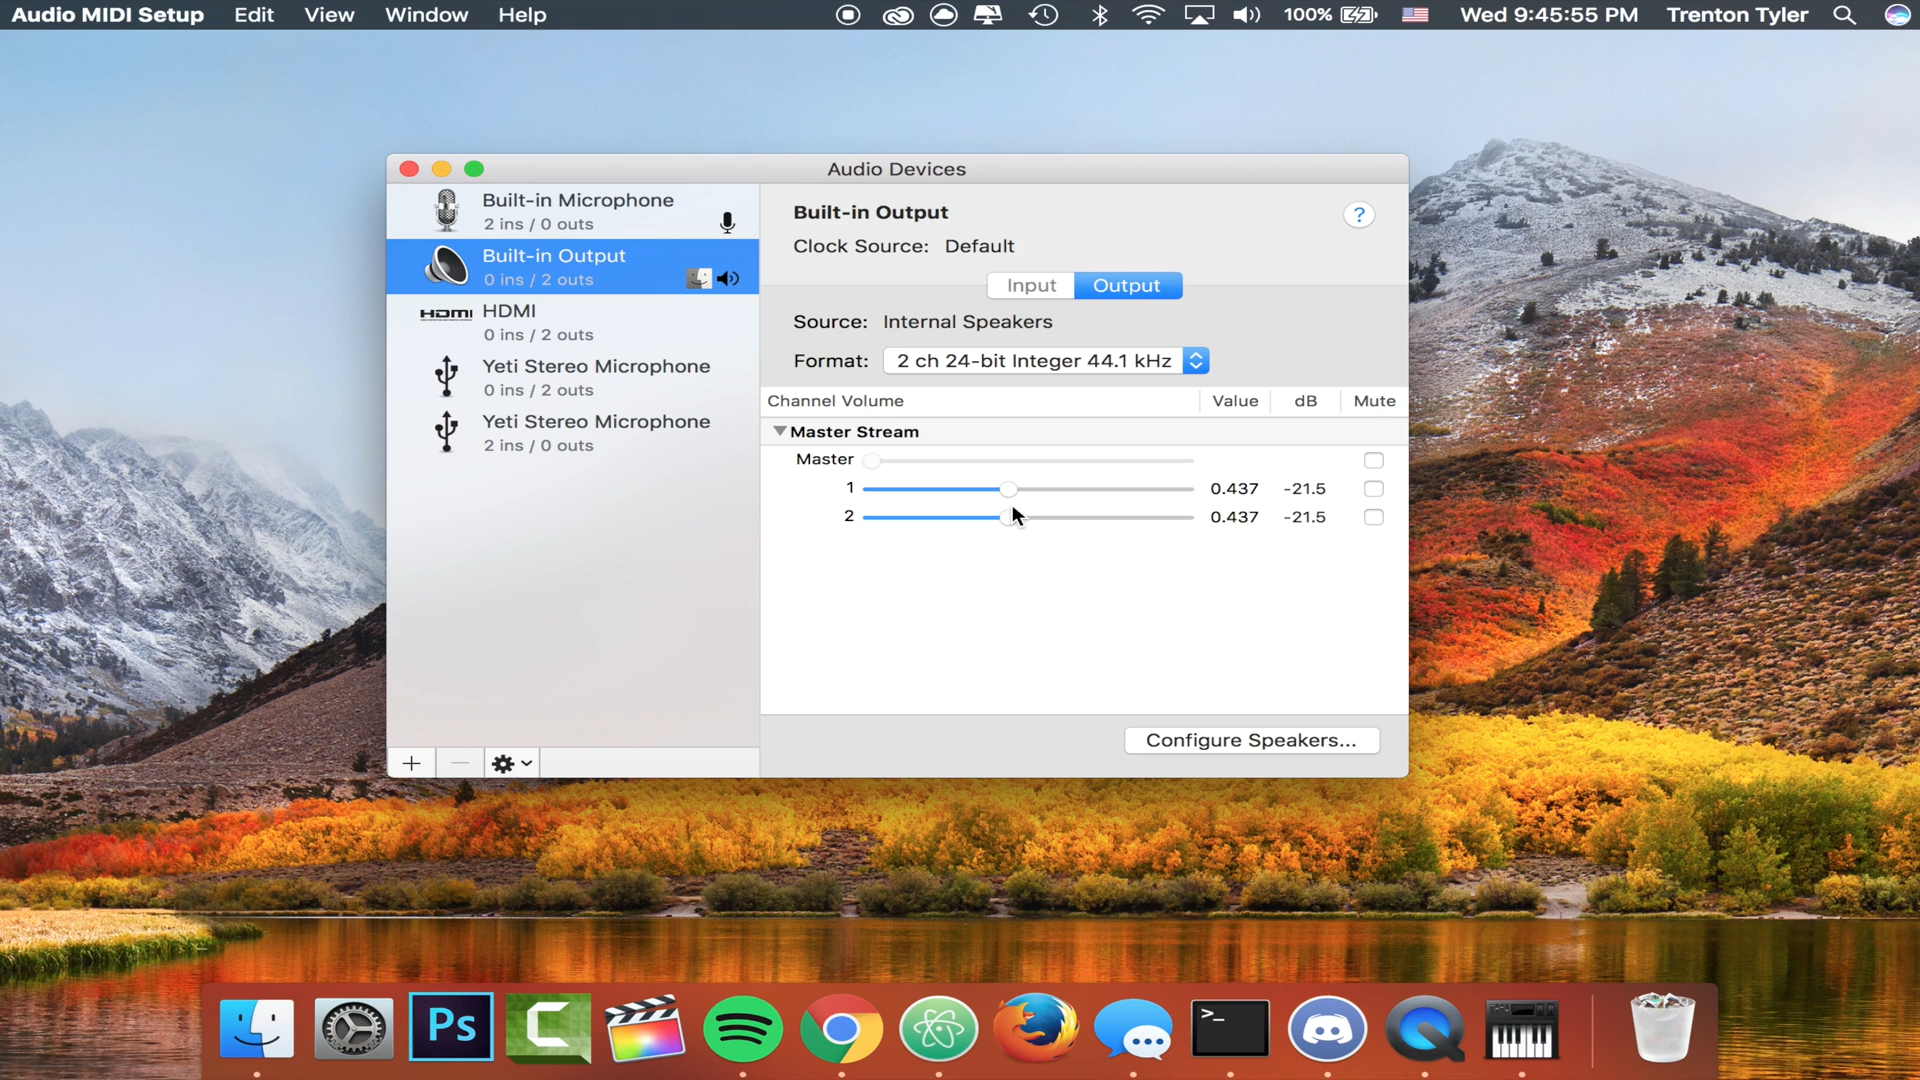 Audio MIDI Setup Edit View Window Help 100% Wed 9:45:55 PM Trenton Tyler
Audio Devices
Built-in Microphone
2 ins / 0 outs
Built-in Output
0 ins / 2 outs
HDMI HDMI
0 ins / 2 outs
Yeti Stereo Microphone
0 ins / 2 outs
Yeti Stereo Microphone
2 ins / 0 outs
Built-in Output
?
Clock Source: Default
Input Output
Source: Internal Speakers
Format: 2 ch 24-bit Integer 44.1 kHz
Channel Volume Value dB Mute
Master Stream
Master
1 0.437 -21.5
2 0.437 -21.5
Configure Speakers...
Ps
>_